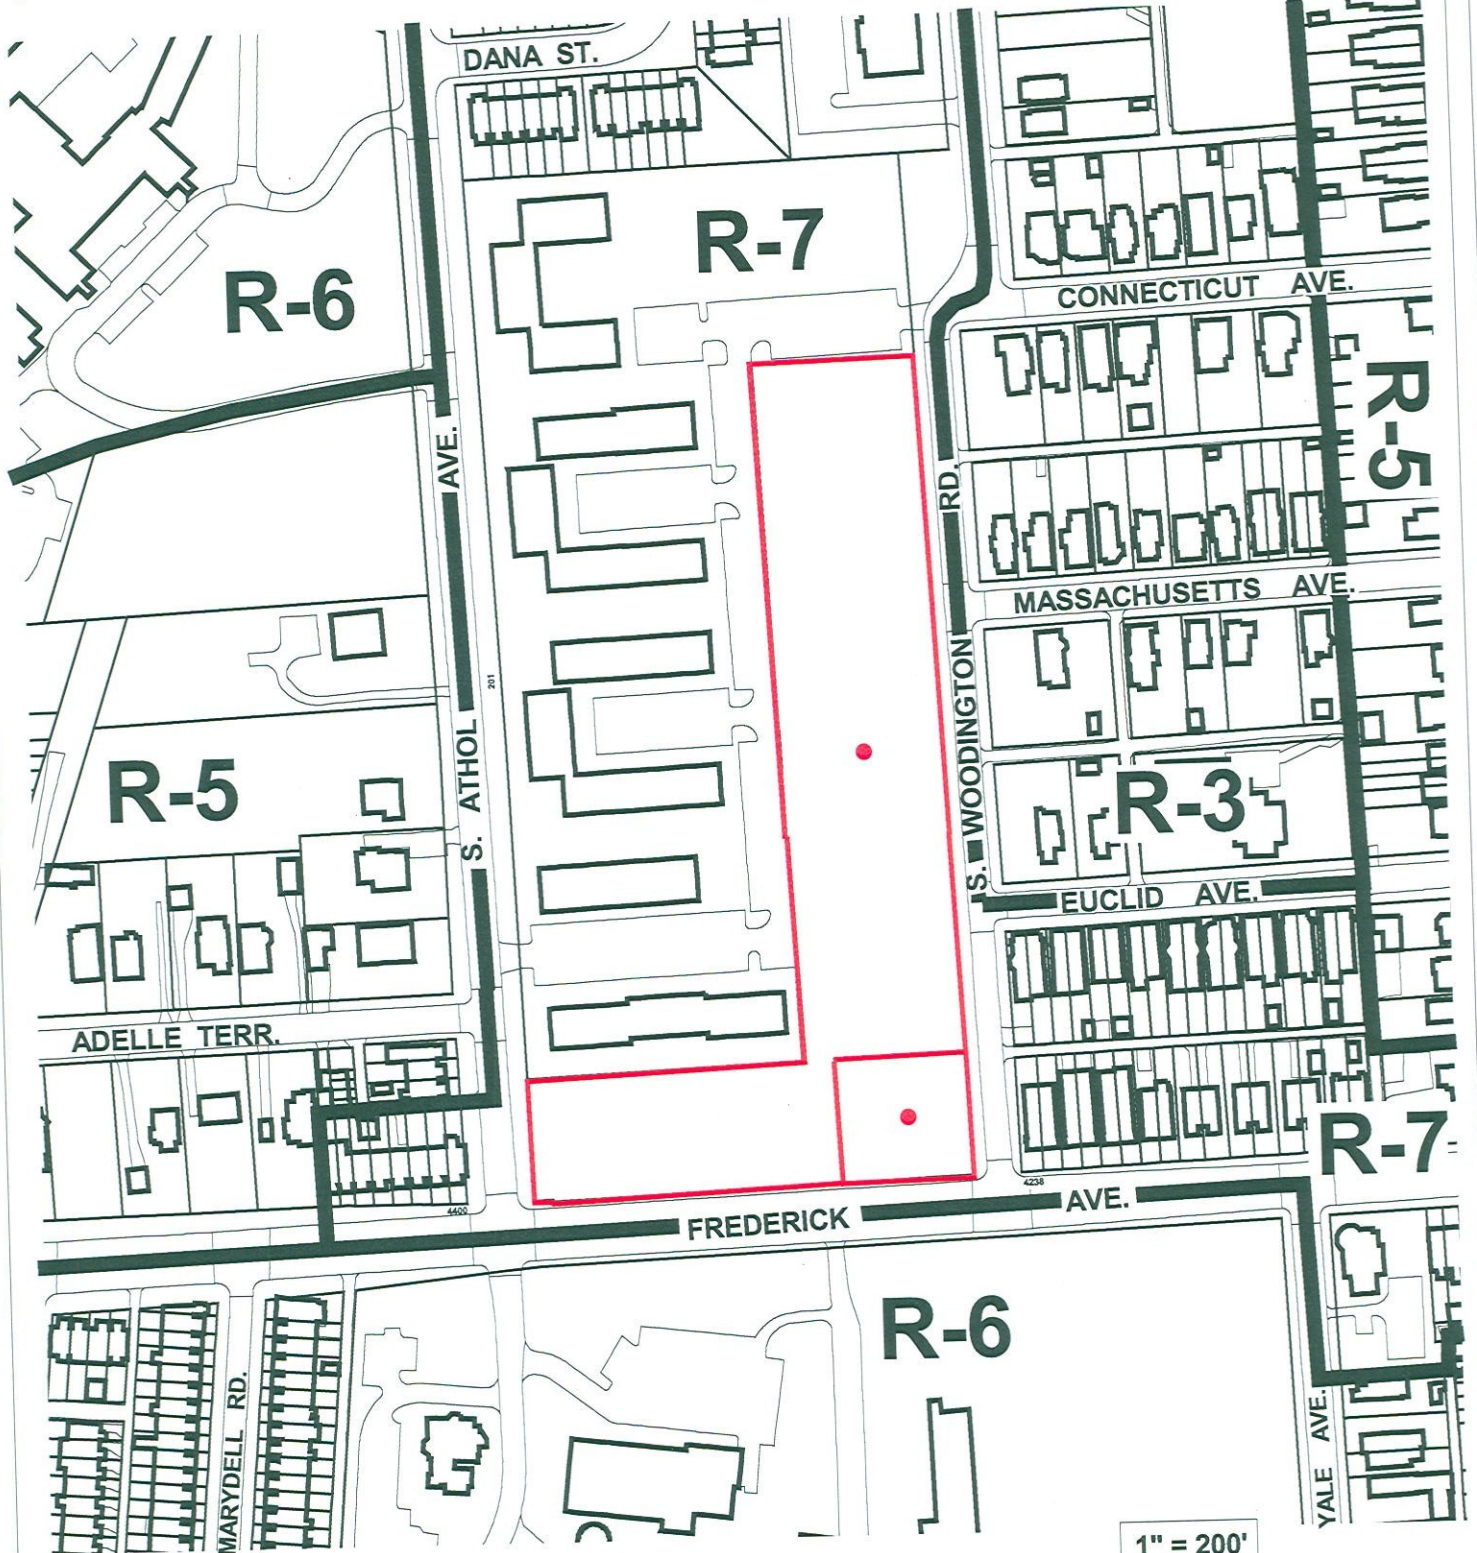 DANA ST.
R-7
R-6
CONNECTICUT AVE.
R-5
AVE.
RD.
MASSACHUSETTS AVE.
201
S. WOODINGTON
S. ATHOL
R-5
R-3
EUCLID AVE.
ADELLE TERR.
R-7
4238
4400
FREDERICK AVE.
R-6
MARYDELL RD.
YALE AVE.
1" = 200'